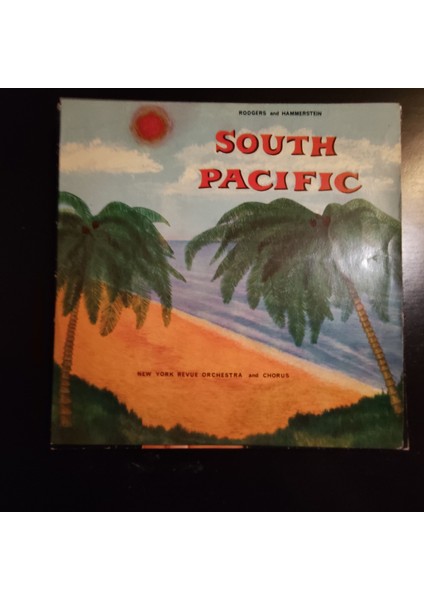 RODGERS and HAMMERSTEIN
SOUTH
PACIFIC
NEW YORK REVUE ORCHESTRA and CHORUS